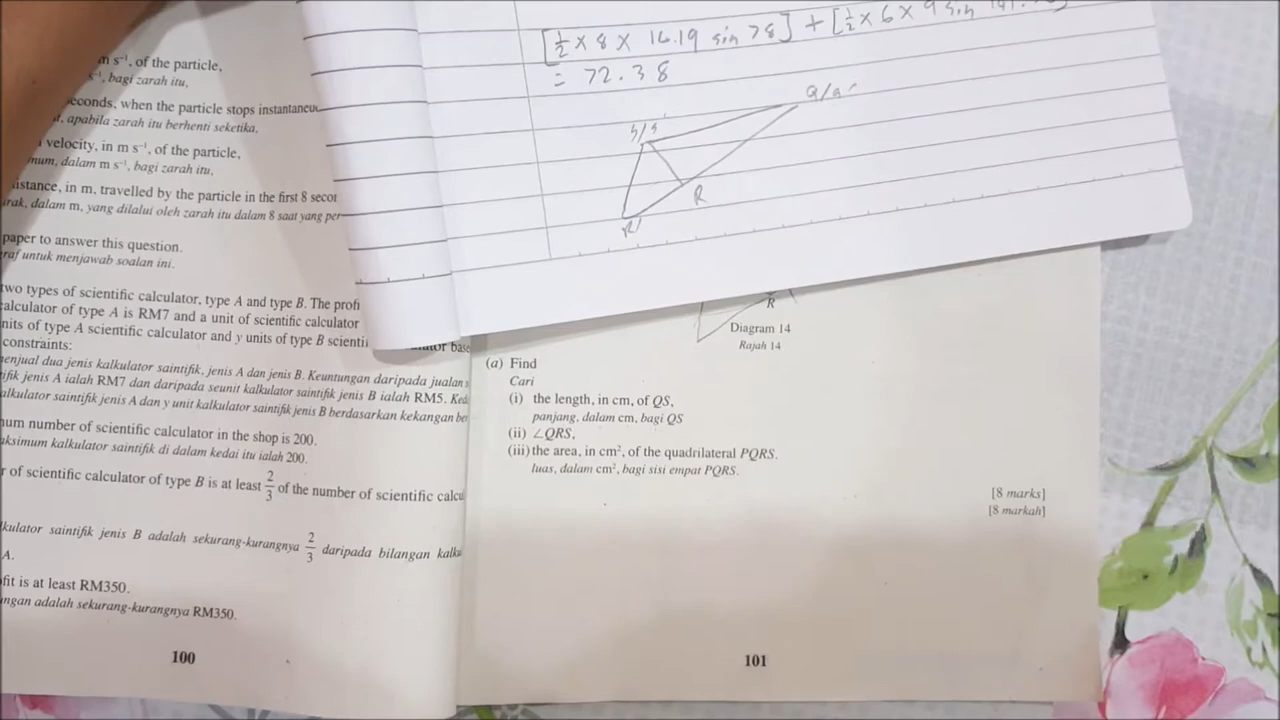 [½ × 8 × 16.19 sin 78] + [½ × 6 × 9 sin
= 72.38
Q/Q'
S/S'
R
R'
m s⁻¹, of the particle,
s⁻¹, bagi zarah itu,
econds, when the particle stops instantaneo
apabila zarah itu berhenti seketika,
velocity, in m s⁻¹, of the particle,
mum, dalam m s⁻¹, bagi zarah itu,
istance, in m, travelled by the particle in the first 8 secon
arak, dalam m, yang dilalui oleh zarah itu dalam 8 saat yang per
paper to answer this question.
raf untuk menjawab soalan ini.
two types of scientific calculator, type A and type B. The profi
alculator of type A is RM7 and a unit of scientific calculator
nits of type A scientific calculator and y units of type B scienti
constraints:
enjual dua jenis kalkulator saintifik, jenis A dan jenis B. Keuntungan daripada jualan s
ifik jenis A ialah RM7 dan daripada seunit kalkulator saintifik jenis B ialah RM5. Ked
alkulator saintifik jenis A dan y unit kalkulator saintifik jenis B berdasarkan kekangan be
num number of scientific calculator in the shop is 200.
aksimum kalkulator saintifik di dalam kedai itu ialah 200.
r of scientific calculator of type B is at least 2/3 of the number of scientific calcu
lkulator saintifik jenis B adalah sekurang-kurangnya 2/3 daripada bilangan kalku
A.
fit is at least RM350.
ungan adalah sekurang-kurangnya RM350.
100
R
Diagram 14
Rajah 14
(a) Find
Cari
(i) the length, in cm, of QS,
panjang, dalam cm, bagi QS
(ii) ∠QRS,
(iii) the area, in cm², of the quadrilateral PQRS.
luas, dalam cm², bagi sisi empat PQRS.
[8 marks]
[8 markah]
101